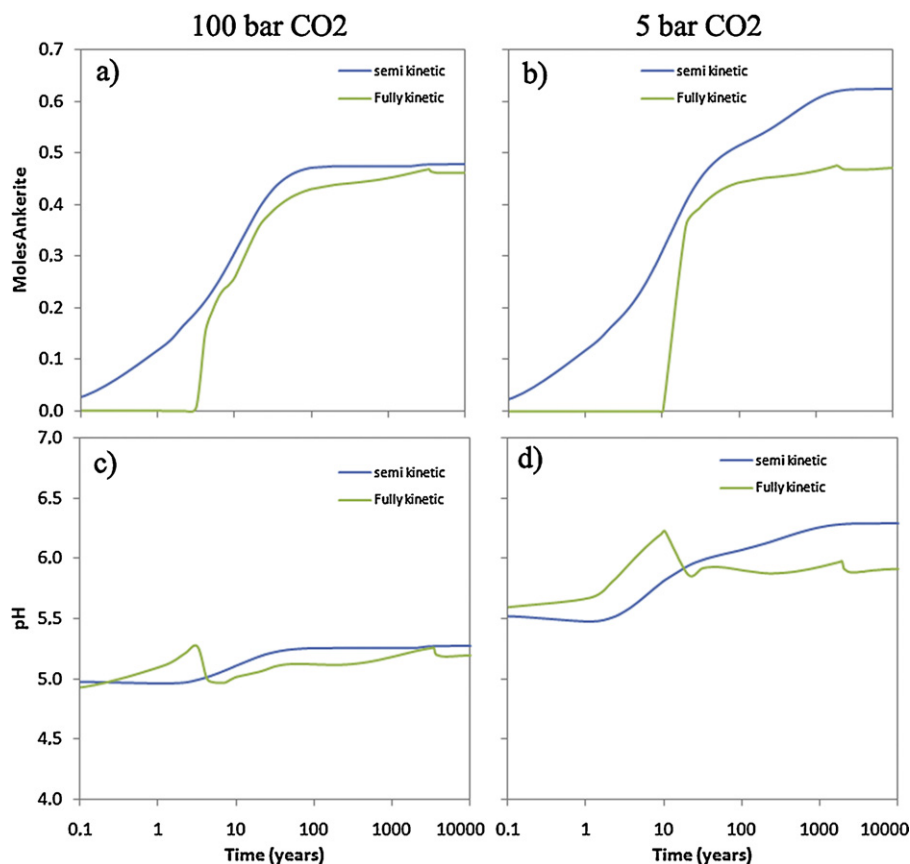 100 bar CO2
5 bar CO2
a)
semi kinetic
Fully kinetic
0.7
0.6
0.5
0.4
0.3
0.2
0.1
0.0
Moles Ankerite
b)
semi kinetic
Fully kinetic
c)
semi kinetic
Fully kinetic
7.0
6.5
6.0
5.5
5.0
4.5
4.0
pH
0.1 1 10 100 1000 10000
Time (years)
d)
semi kinetic
Fully kinetic
0.1 1 10 100 1000 10000
Time (years)